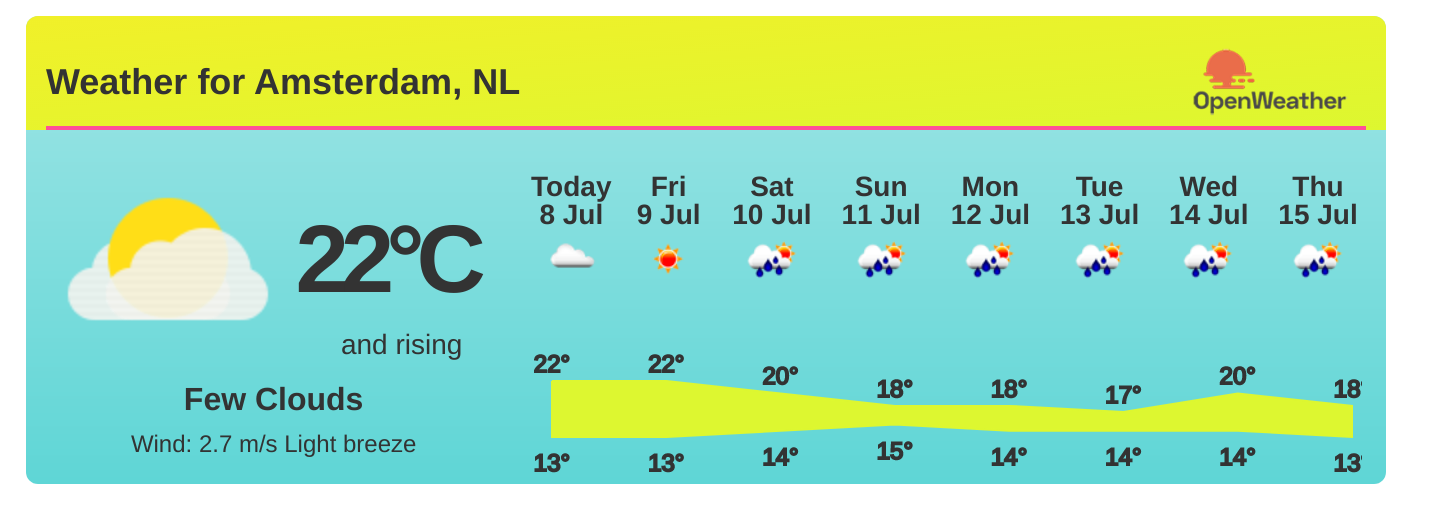 Weather for Amsterdam, NL
OpenWeather
Today Fri Sat Sun Mon Tue Wed Thu
8 Jul 9 Jul 10 Jul 11 Jul 12 Jul 13 Jul 14 Jul 15 Jul
22°C
and rising
Few Clouds
Wind: 2.7 m/s Light breeze
22° 22° 20° 18° 18° 17° 20° 18°
13° 13° 14° 15° 14° 14° 14° 13°